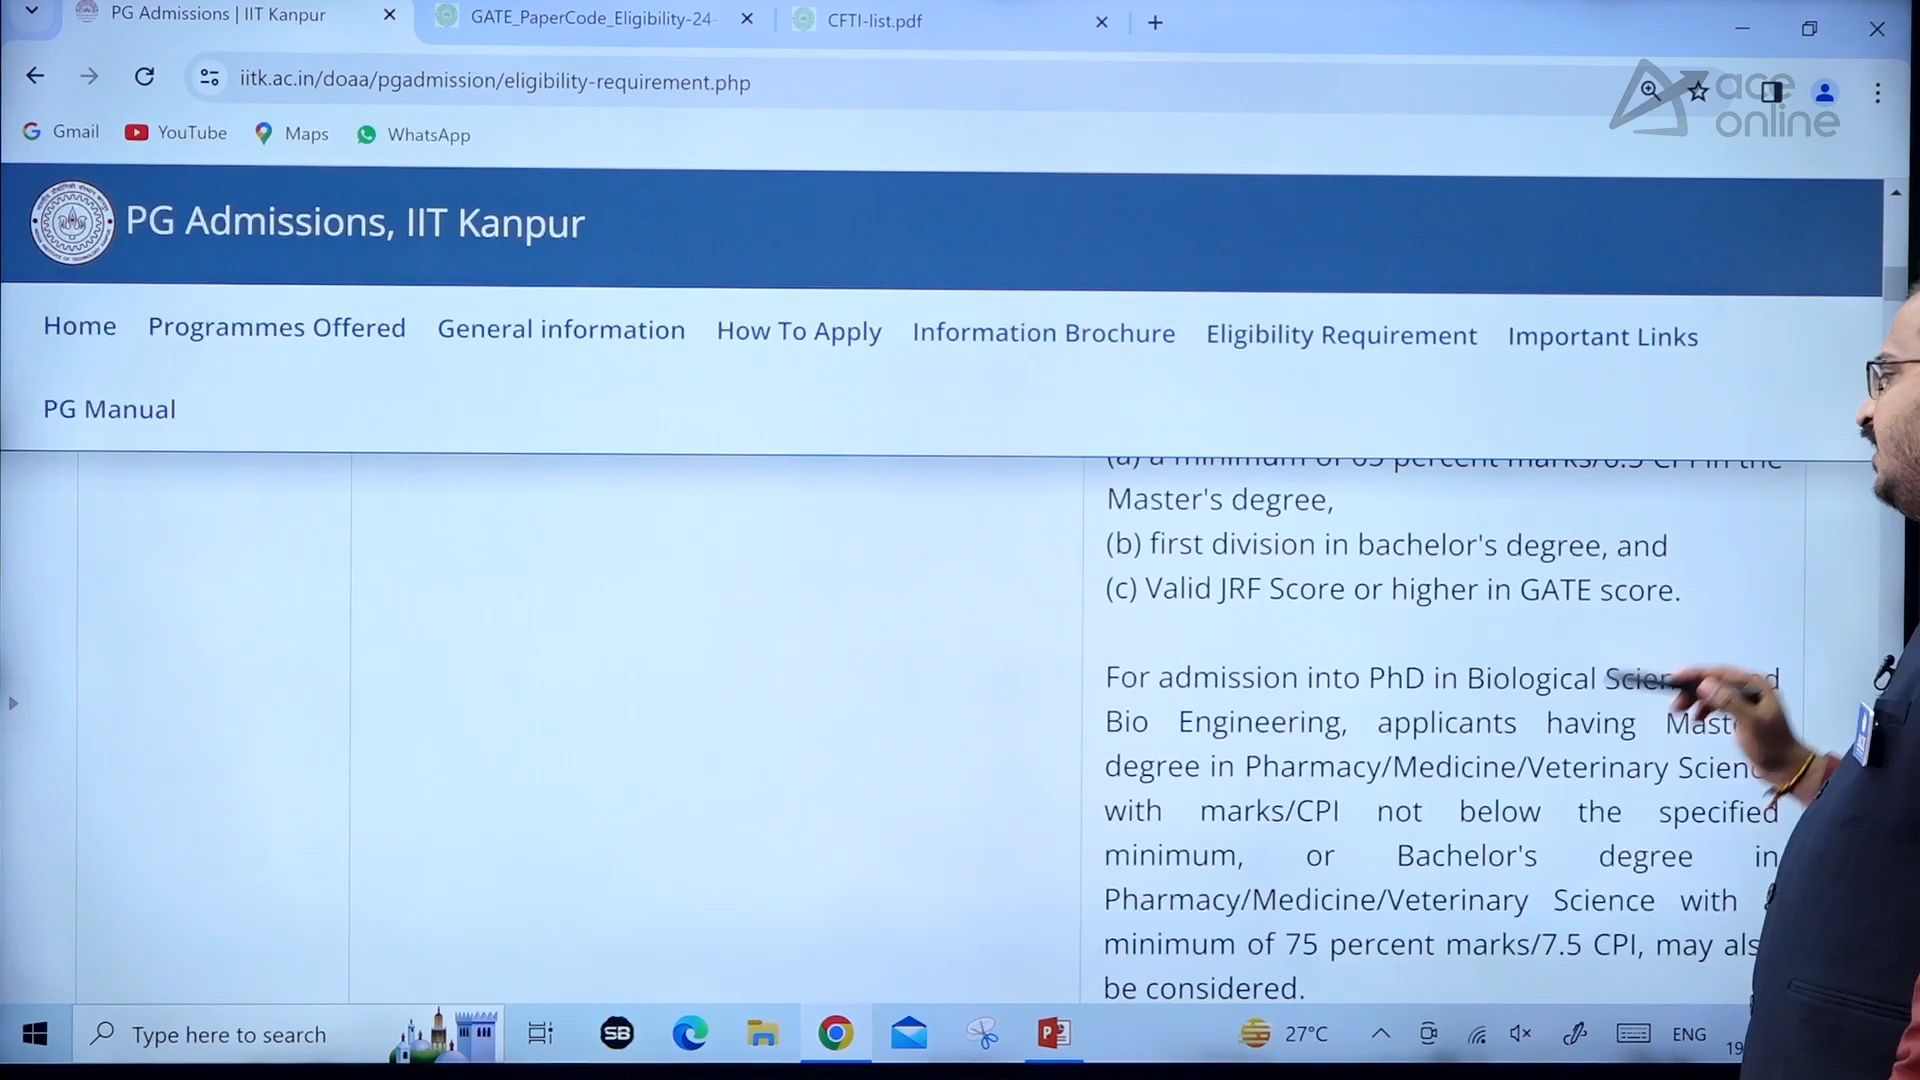 PG Admissions | IIT Kanpur
GATE_PaperCode_Eligibility-24-
CFTI-list.pdf
iitk.ac.in/doaa/pgadmission/eligibility-requirement.php
ace
online
Gmail
YouTube
Maps
WhatsApp
PG Admissions, IIT Kanpur
Home
Programmes Offered
General information
How To Apply
Information Brochure
Eligibility Requirement
Important Links
PG Manual
Master's degree,
(b) first division in bachelor's degree, and
(c) Valid JRF Score or higher in GATE score.
For admission into PhD in Biological
Bio Engineering, applicants having
degree in Pharmacy/Medicine/Veterinary
with marks/CPI not below the specified
minimum, or Bachelor's degree in
Pharmacy/Medicine/Veterinary Science with
minimum of 75 percent marks/7.5 CPI, may
be considered.
Type here to search
SB
27°C
ENG